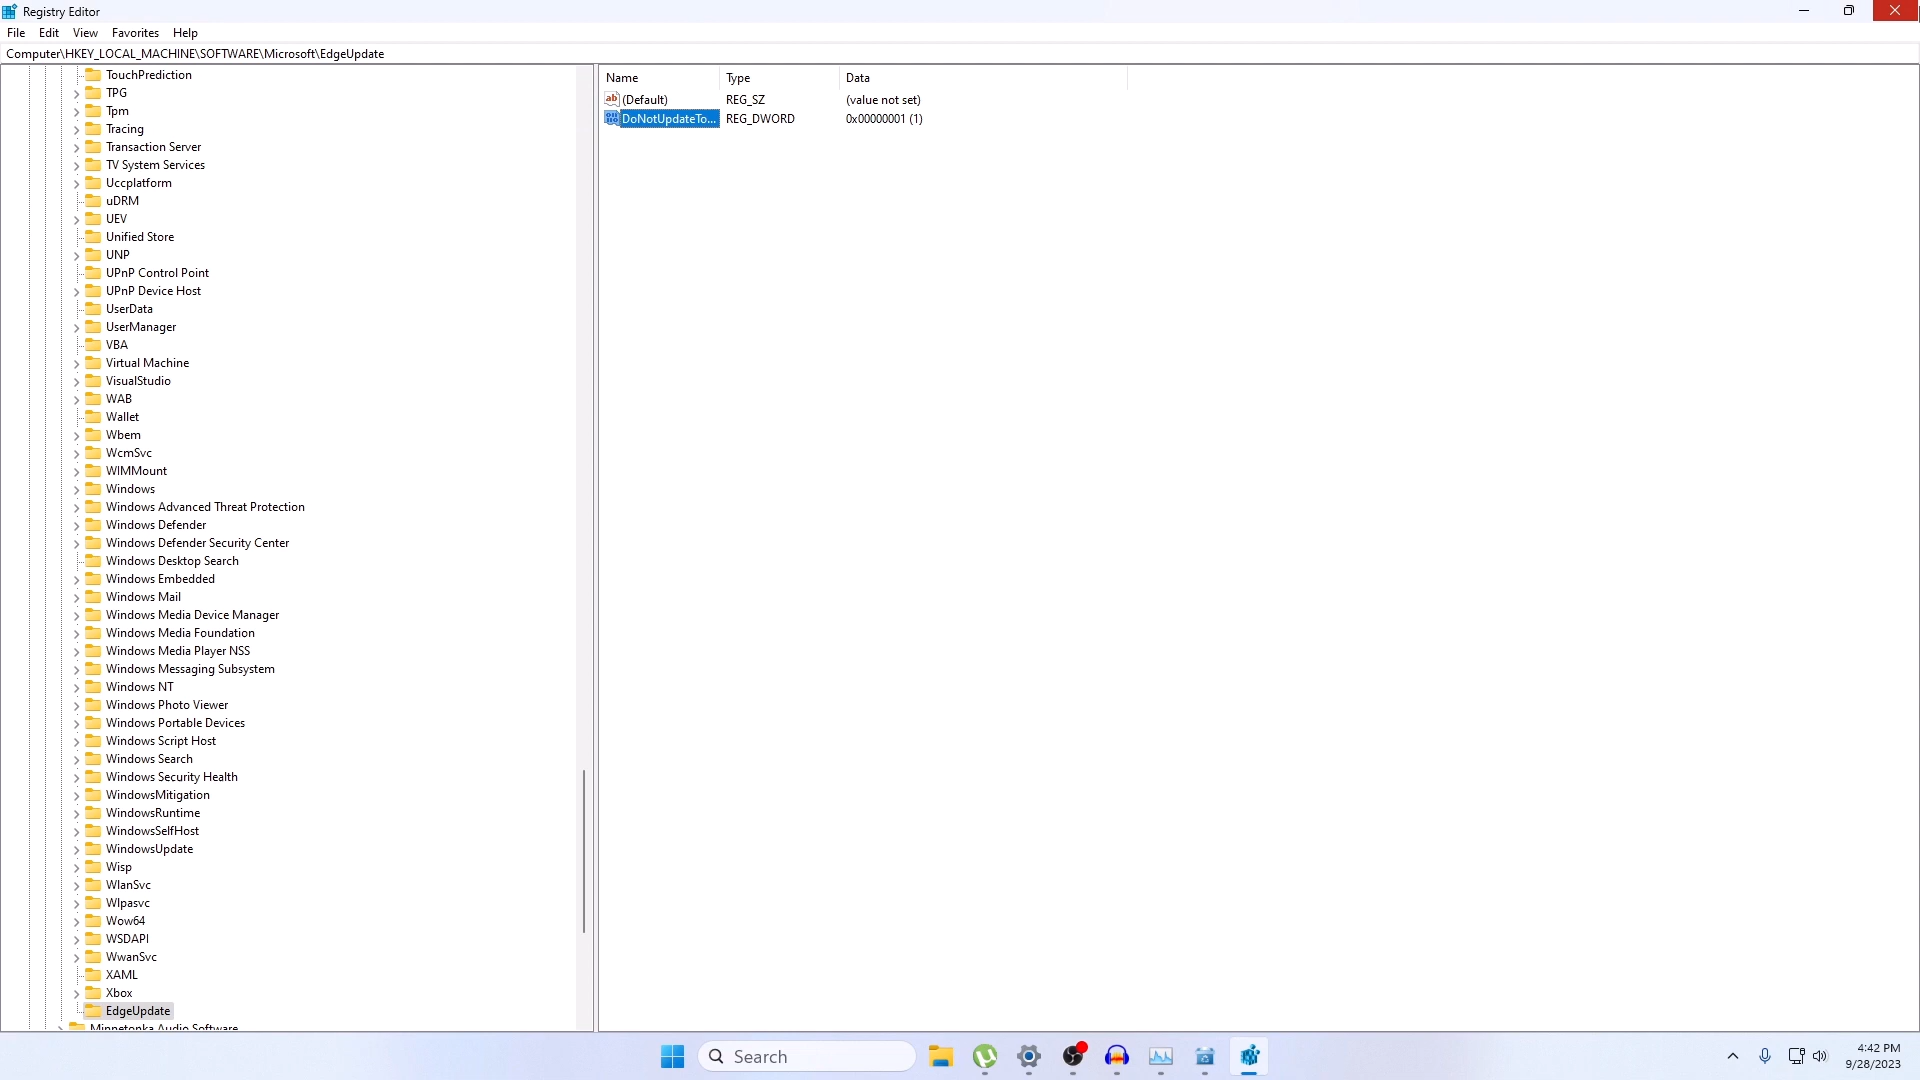 Registry Editor
File Edit View Favorites Help
Computer\HKEY_LOCAL_MACHINE\SOFTWARE\Microsoft\EdgeUpdate
Name Type Data
(Default) REG_SZ (value not set)
DoNotUpdateTo... REG_DWORD 0x00000001 (1)
TouchPrediction
TPG
Tpm
Tracing
Transaction Server
TV System Services
Uccplatform
uDRM
UEV
Unified Store
UNP
UPnP Control Point
UPnP Device Host
UserData
UserManager
VBA
Virtual Machine
VisualStudio
WAB
Wallet
Wbem
WcmSvc
WIMMount
Windows
Windows Advanced Threat Protection
Windows Defender
Windows Defender Security Center
Windows Desktop Search
Windows Embedded
Windows Mail
Windows Media Device Manager
Windows Media Foundation
Windows Media Player NSS
Windows Messaging Subsystem
Windows NT
Windows Photo Viewer
Windows Portable Devices
Windows Script Host
Windows Search
Windows Security Health
WindowsMitigation
WindowsRuntime
WindowsSelfHost
WindowsUpdate
Wisp
WlanSvc
Wlpasvc
Wow64
WSDAPI
WwanSvc
XAML
Xbox
EdgeUpdate
Minnetonka Audio Software
Search
4:42 PM
9/28/2023